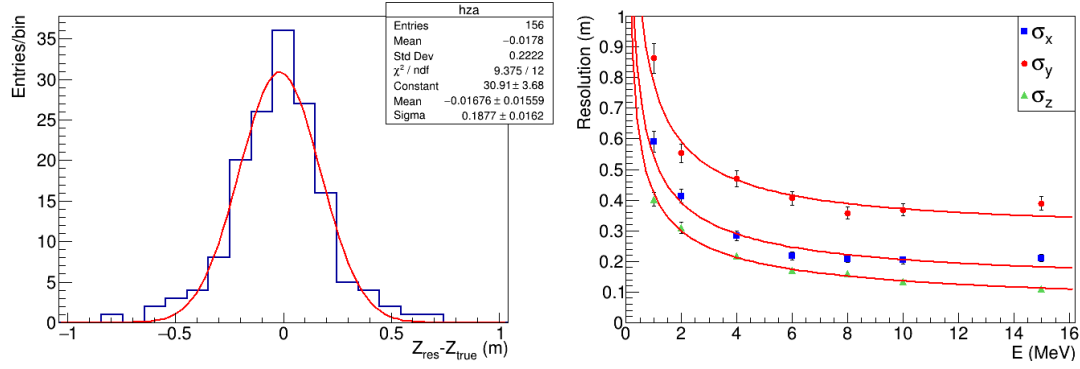 hza
Entries 156
Mean −0.0178
Std Dev 0.2222
χ² / ndf 9.375 / 12
Constant 30.91 ± 3.68
Mean −0.01676 ± 0.01559
Sigma 0.1877 ± 0.0162
Entries/bin
35
30
25
20
15
10
5
0
−1 −0.5 0 0.5 1
Z_res-Z_true (m)
Resolution (m)
1
0.9
0.8
0.7
0.6
0.5
0.4
0.3
0.2
0.1
0
σ_x
σ_y
σ_z
0 2 4 6 8 10 12 14 16
E (MeV)